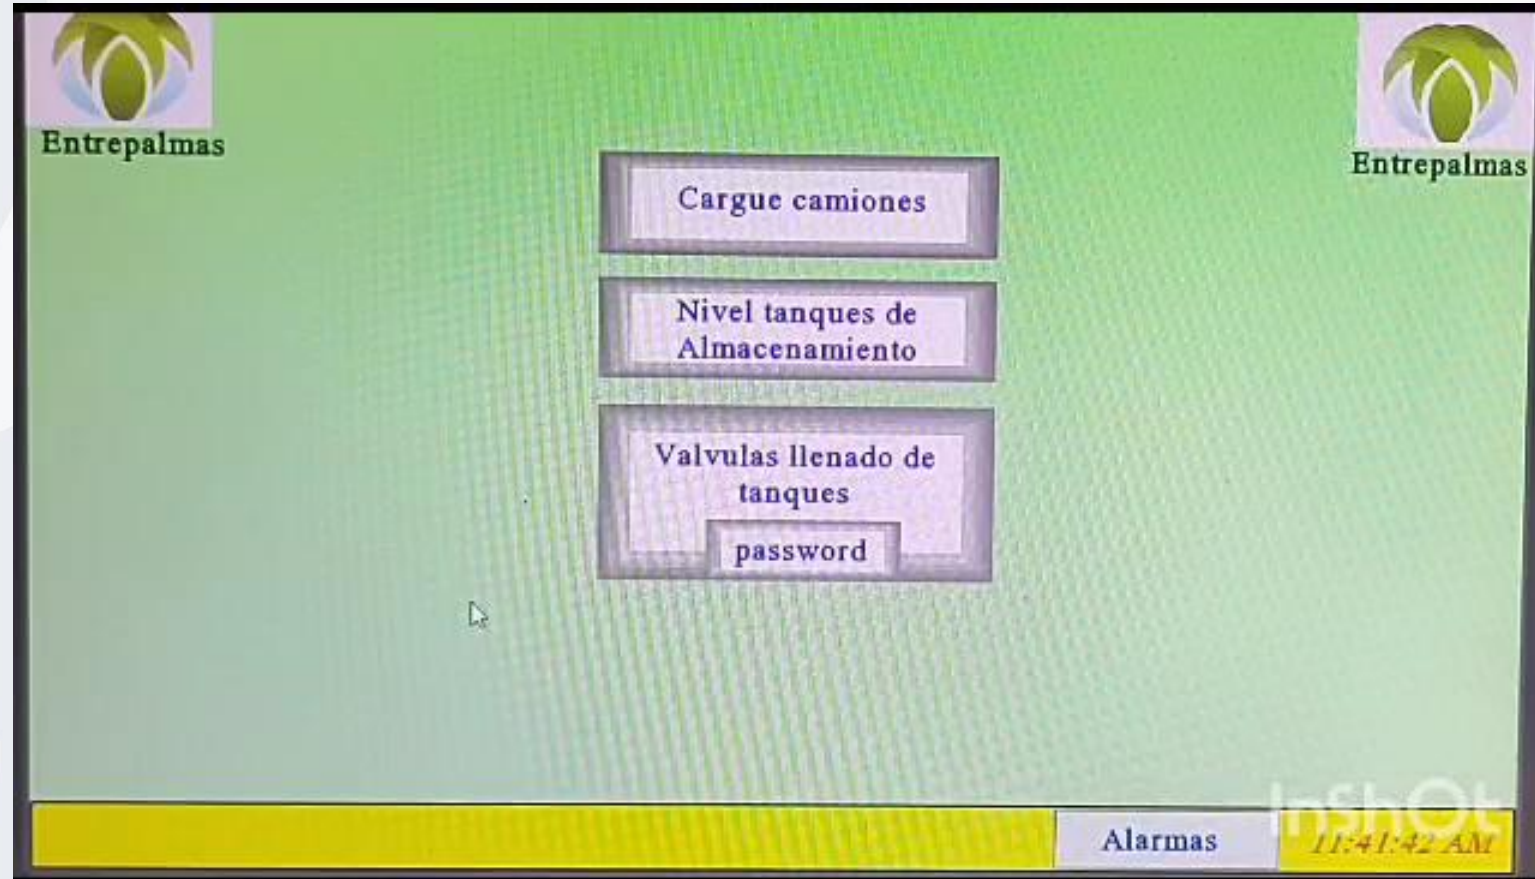 Entrepalmas
Entrepalmas
Cargue camiones
Nivel tanques de
Almacenamiento
Valvulas llenado de
tanques
password
Alarmas
InShOt
11:41:42 AM